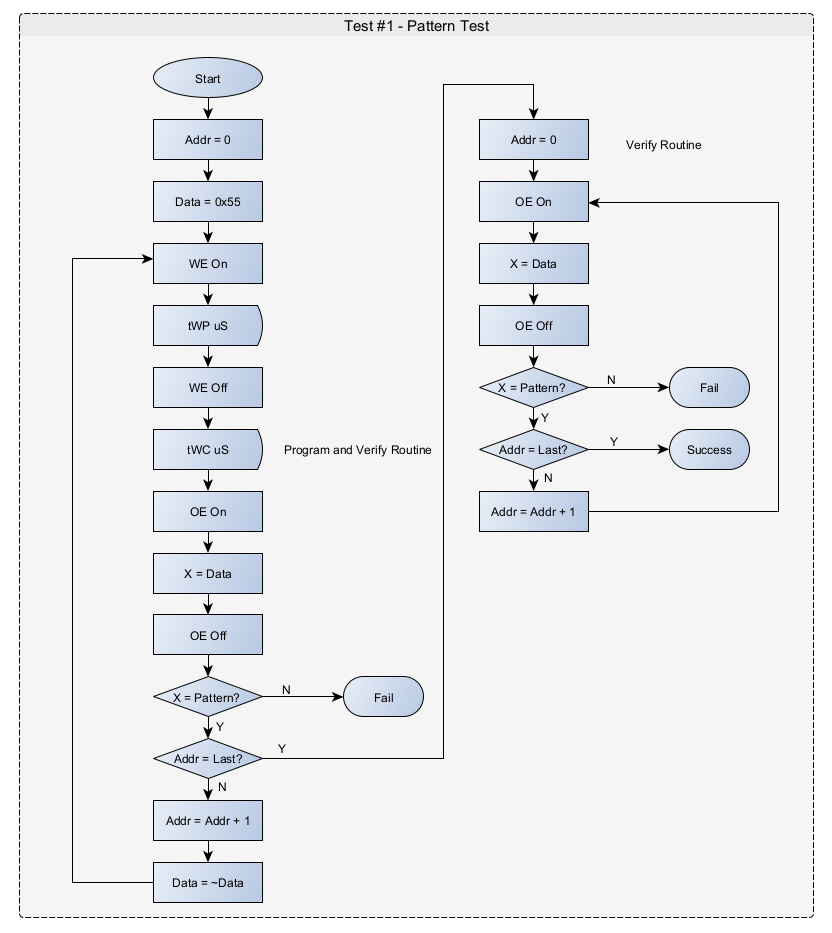 Test #1 - Pattern Test
Start
Addr = 0
Data = 0x55
WE On
tWP uS
WE Off
tWC uS
Program and Verify Routine
OE On
X = Data
OE Off
X = Pattern?
N
Fail
Y
Addr = Last?
Y
N
Addr = Addr + 1
Data = ~Data
Addr = 0
Verify Routine
OE On
X = Data
OE Off
X = Pattern?
N
Fail
Y
Addr = Last?
Y
Success
N
Addr = Addr + 1